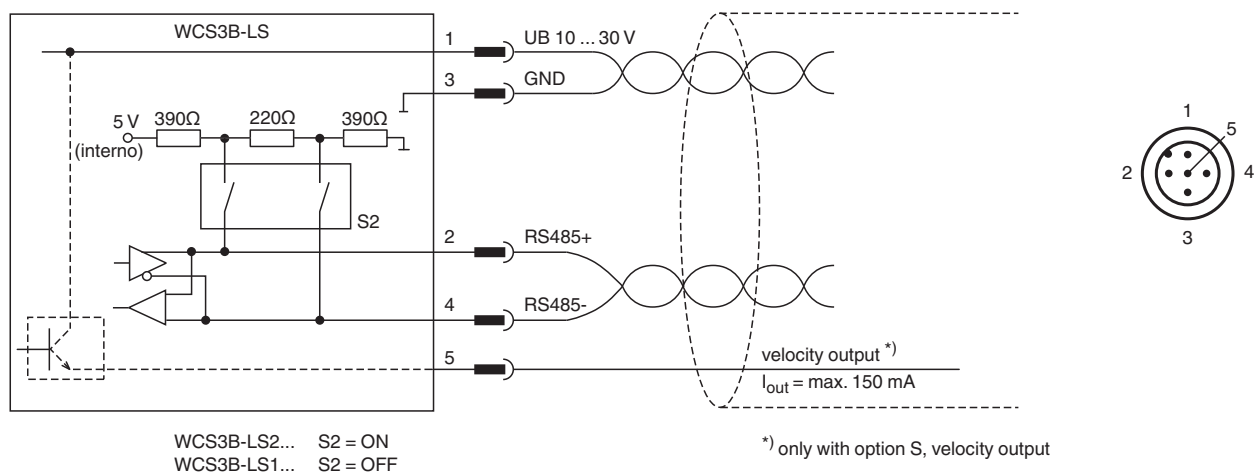 WCS3B-LS
1
UB 10 ... 30 V
3
GND
5 V
(interno)
390Ω
220Ω
390Ω
S2
2
RS485+
4
RS485-
5
velocity output *)
Iout = max. 150 mA
1
5
2
4
3
WCS3B-LS2... S2 = ON
WCS3B-LS1... S2 = OFF
*) only with option S, velocity output